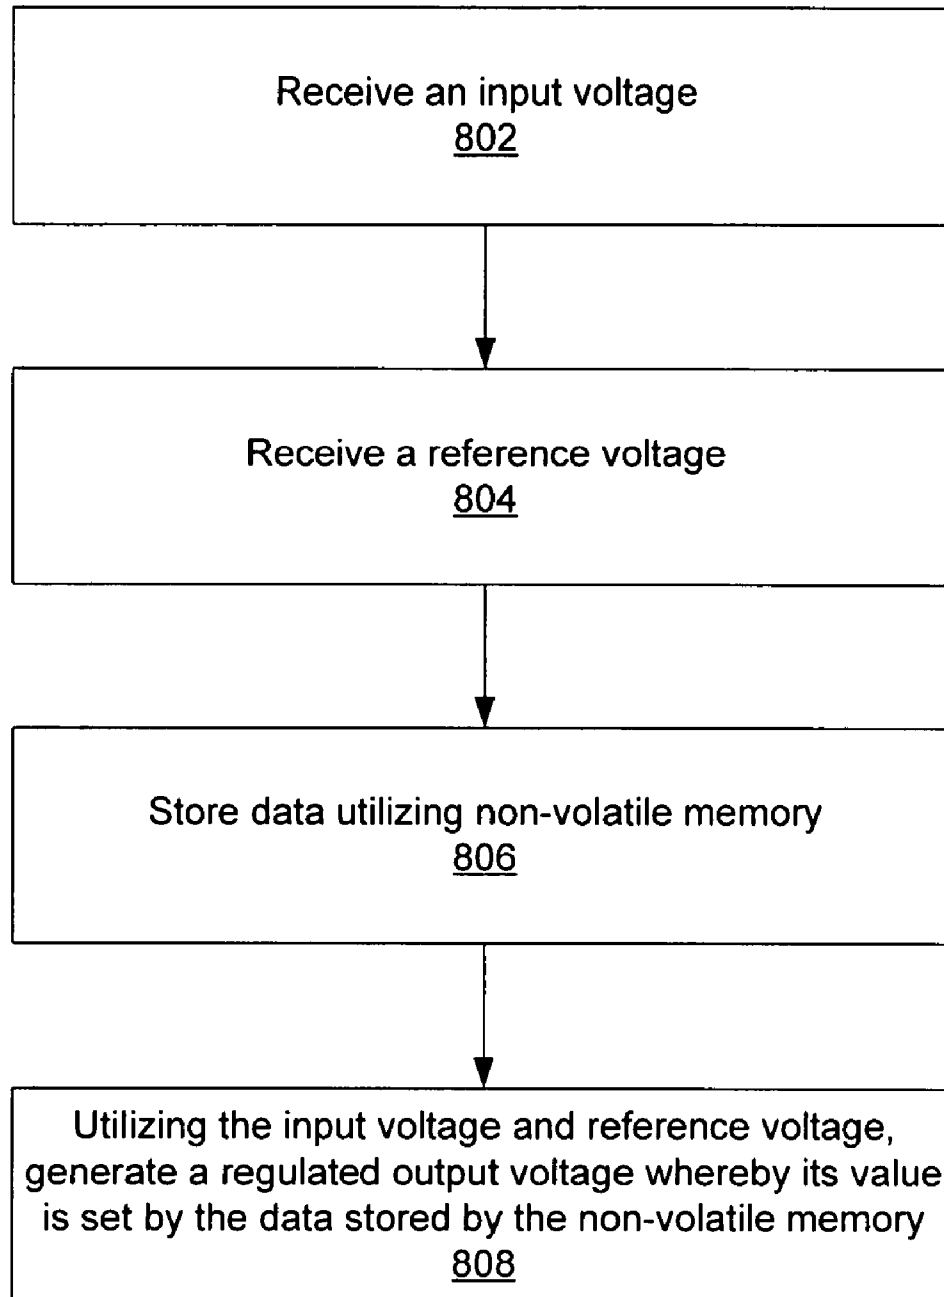 Receive an input voltage
802
Receive a reference voltage
804
Store data utilizing non-volatile memory
806
Utilizing the input voltage and reference voltage,
generate a regulated output voltage whereby its value
is set by the data stored by the non-volatile memory
808